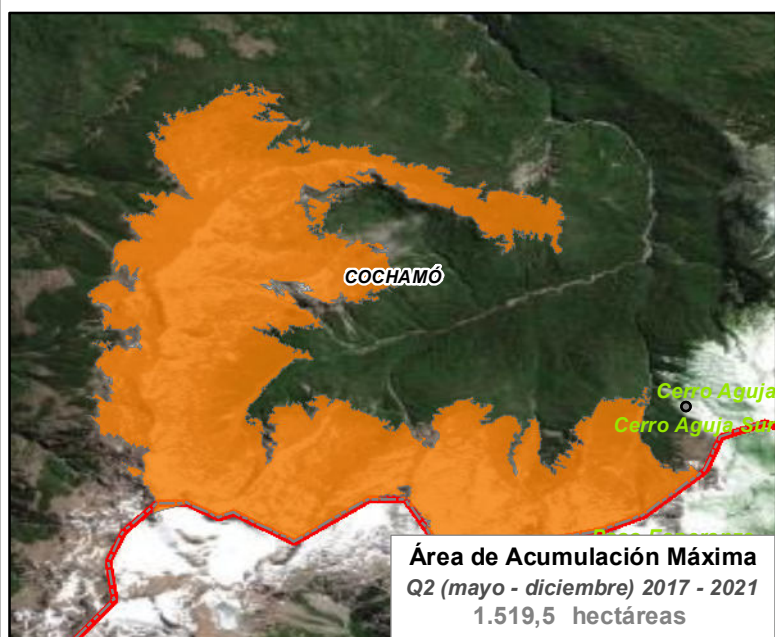 COCHAMÓ
Cerro Aguja
Cerro Aguja Sur
Área de Acumulación Máxima
Q2 (mayo - diciembre) 2017 - 2021
1.519,5 hectáreas